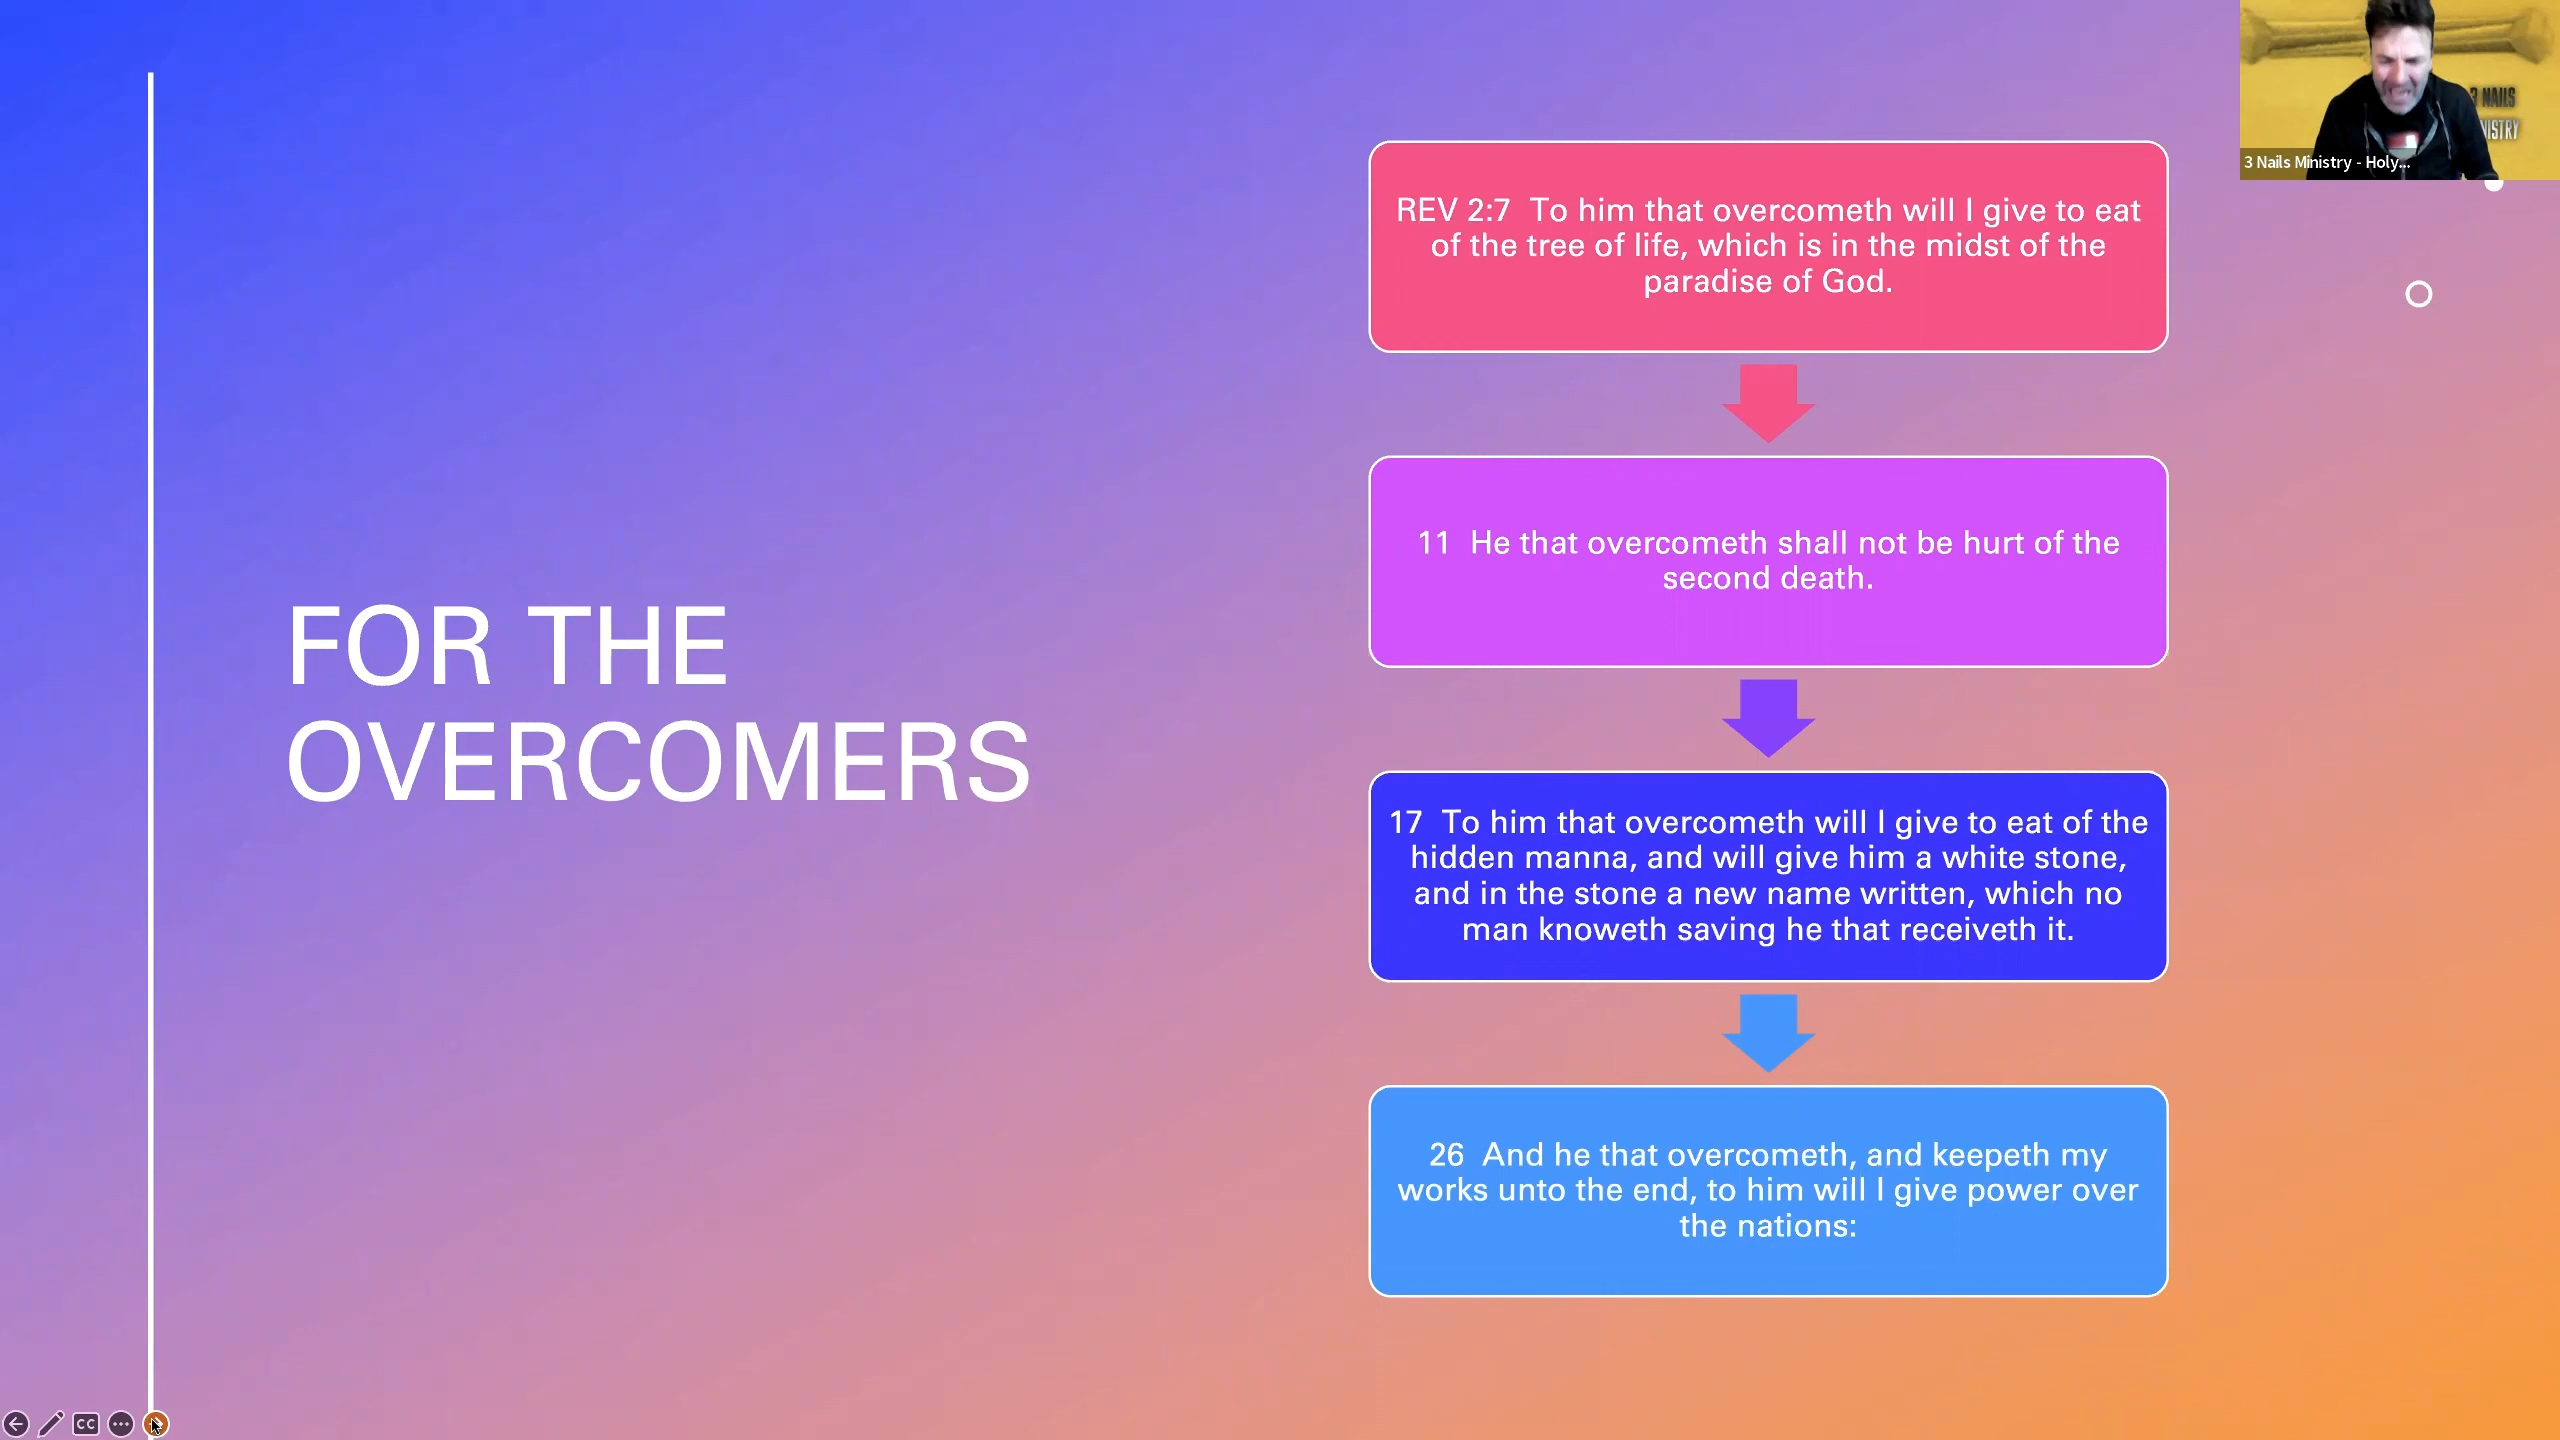 FOR THE
OVERCOMERS
REV 2:7 To him that overcometh will I give to eat
of the tree of life, which is in the midst of the
paradise of God.
11 He that overcometh shall not be hurt of the
second death.
17 To him that overcometh will I give to eat of the
hidden manna, and will give him a white stone,
and in the stone a new name written, which no
man knoweth saving he that receiveth it.
26 And he that overcometh, and keepeth my
works unto the end, to him will I give power over
the nations:
3 NAILS
NISTRY
3 Nails Ministry - Holy...
CC